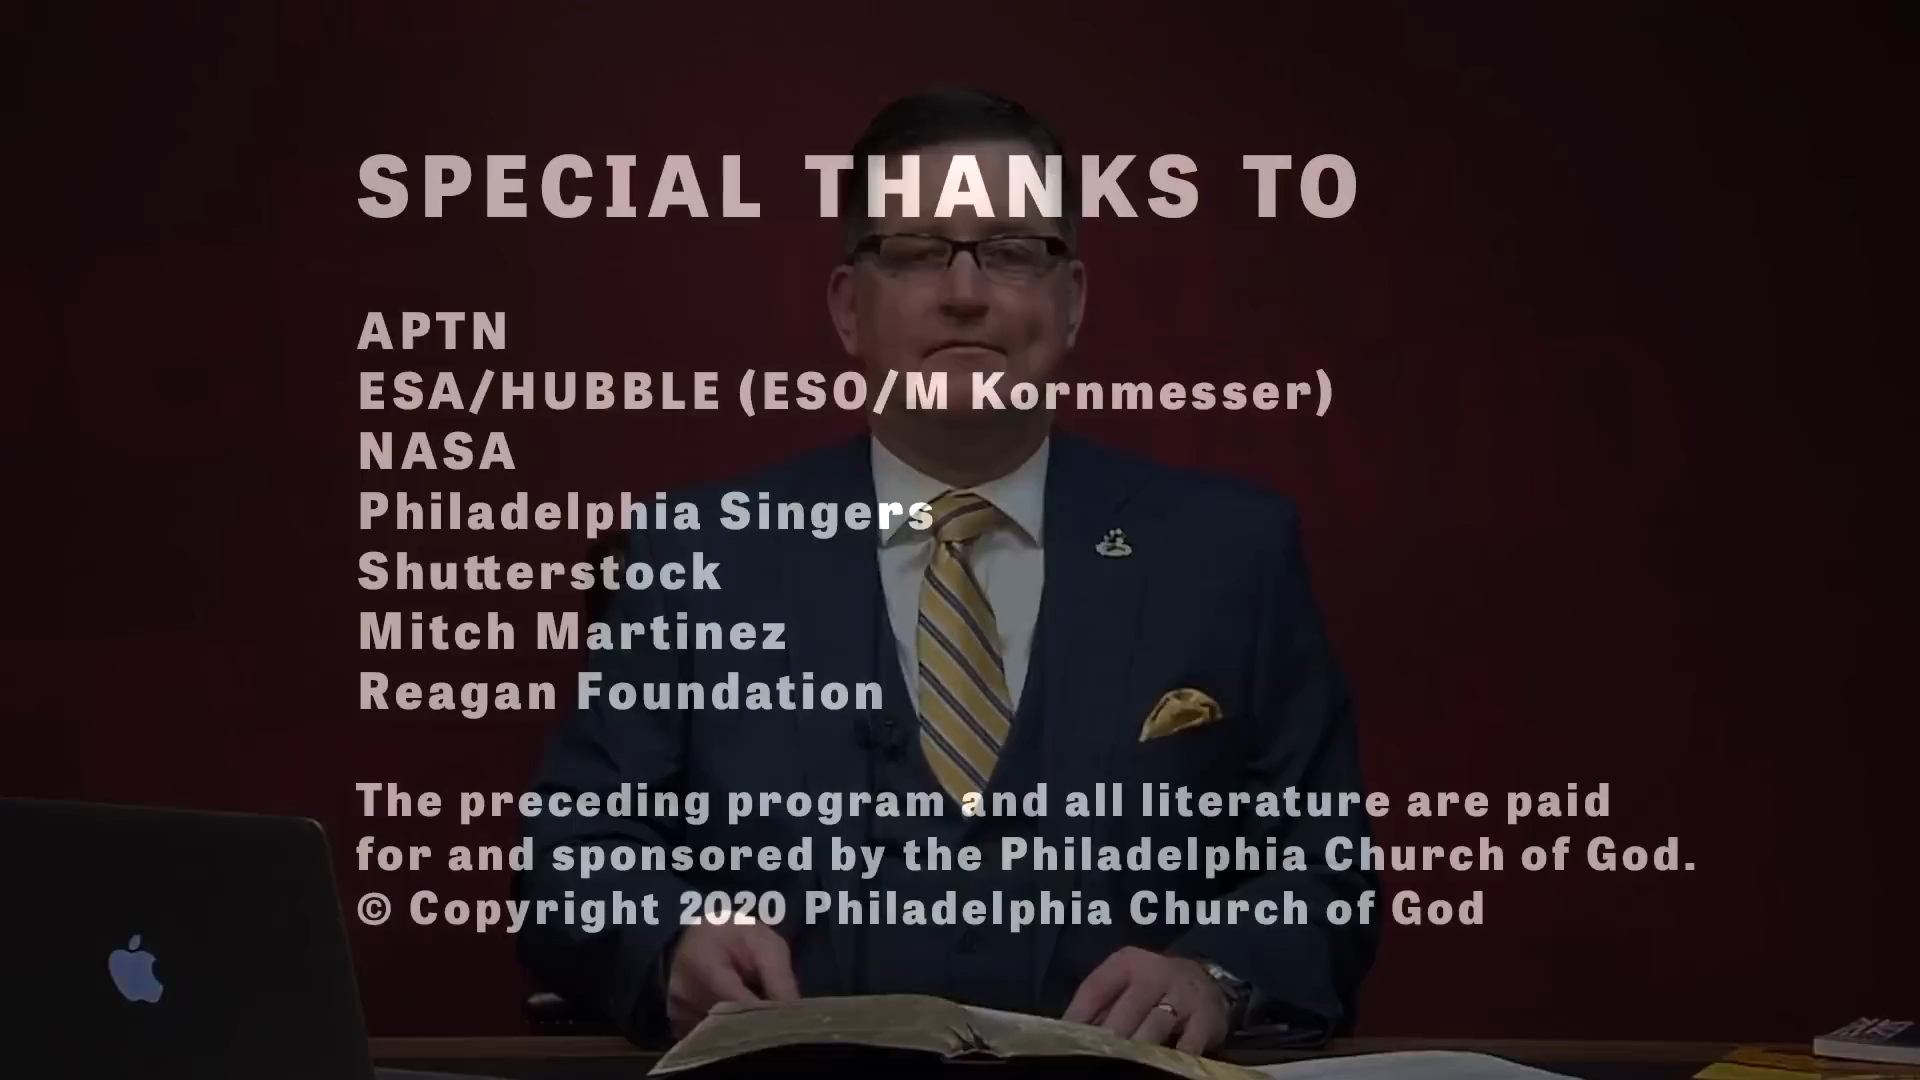 SPECIAL THANKS TO
APTN
ESA/HUBBLE (ESO/M Kornmesser)
NASA
Philadelphia Singers
Shutterstock
Mitch Martinez
Reagan Foundation
The preceding program and all literature are paid
for and sponsored by the Philadelphia Church of God.
© Copyright 2020 Philadelphia Church of God